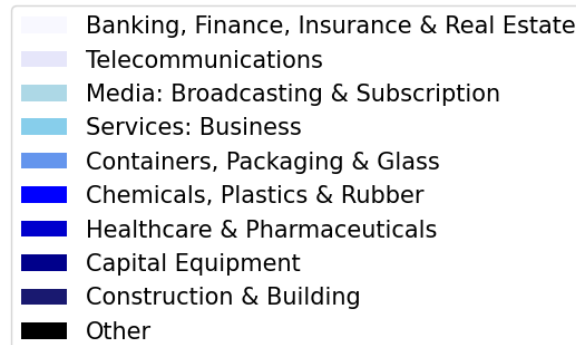 Banking, Finance, Insurance & Real Estate
Telecommunications
Media: Broadcasting & Subscription
Services: Business
Containers, Packaging & Glass
Chemicals, Plastics & Rubber
Healthcare & Pharmaceuticals
Capital Equipment
Construction & Building
Other